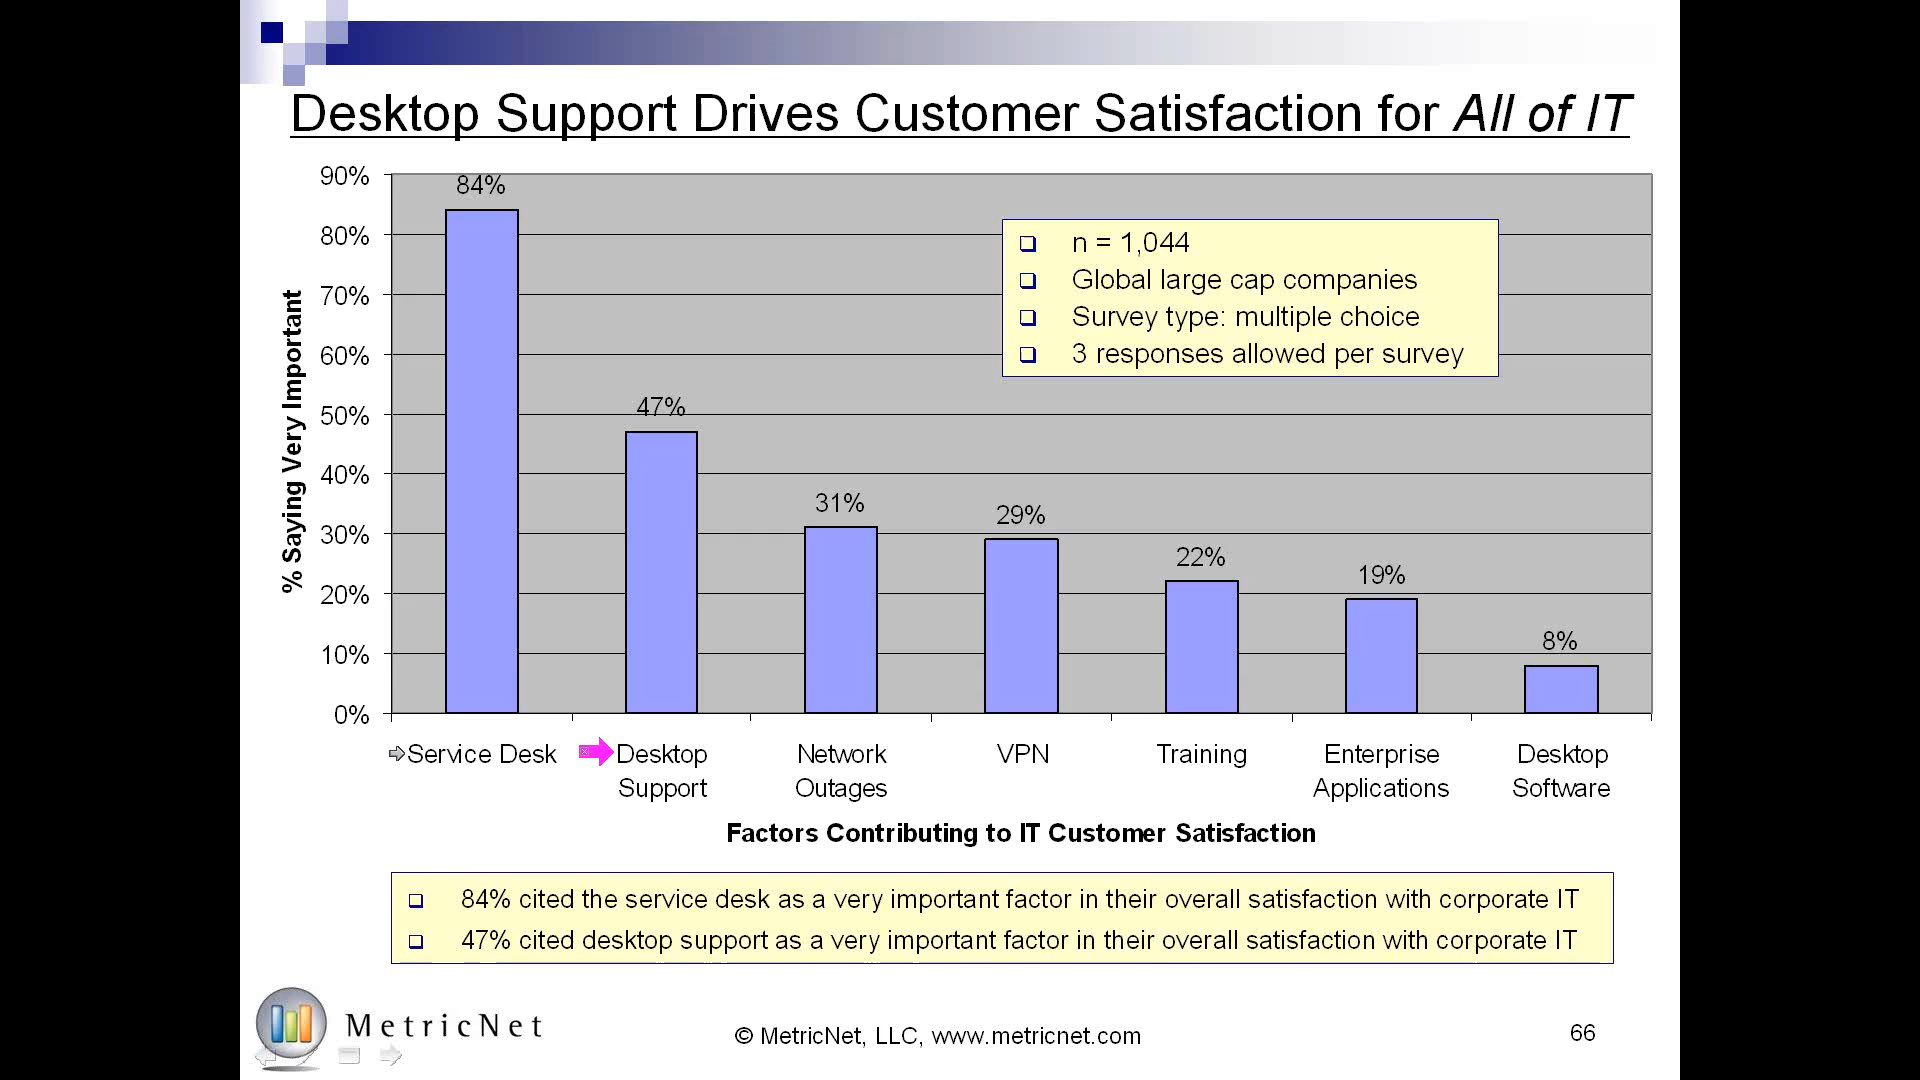 Desktop Support Drives Customer Satisfaction for All of IT
90%
80%
70%
60%
50%
40%
30%
20%
10%
0%
% Saying Very Important
84%
47%
31%
29%
22%
19%
8%
n = 1,044
Global large cap companies
Survey type: multiple choice
3 responses allowed per survey
Service Desk
Desktop
Support
Network
Outages
VPN
Training
Enterprise
Applications
Desktop
Software
Factors Contributing to IT Customer Satisfaction
84% cited the service desk as a very important factor in their overall satisfaction with corporate IT
47% cited desktop support as a very important factor in their overall satisfaction with corporate IT
MetricNet
© MetricNet, LLC, www.metricnet.com
66